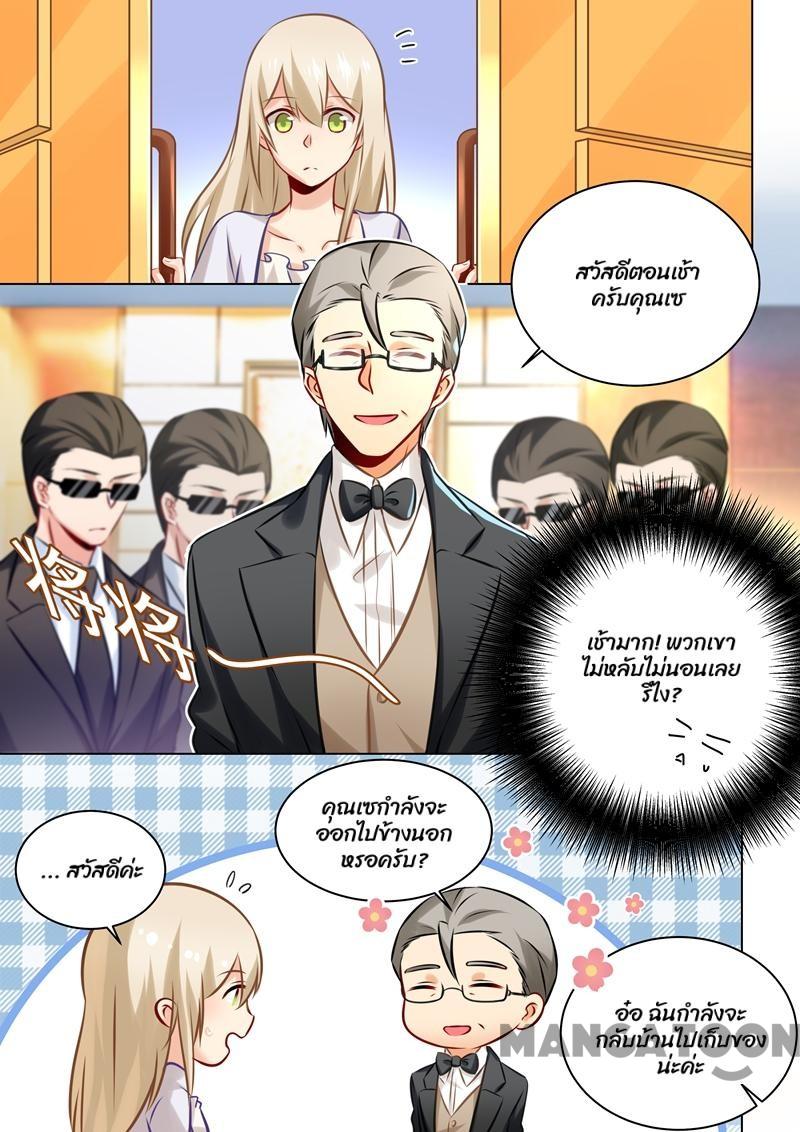 สวัสดีตอนเช้า
ครับคุณเซ
将将
เช้ามาก! พวกเขา
ไม่หลับไม่นอนเลย
รึไง?
คุณเซกำลังจะ
ออกไปข้างนอก
หรอครับ?
... สวัสดีค่ะ
อ๋อ ฉันกำลังจะ
กลับบ้านไปเก็บของ
น่ะค่ะ
MANGATOON